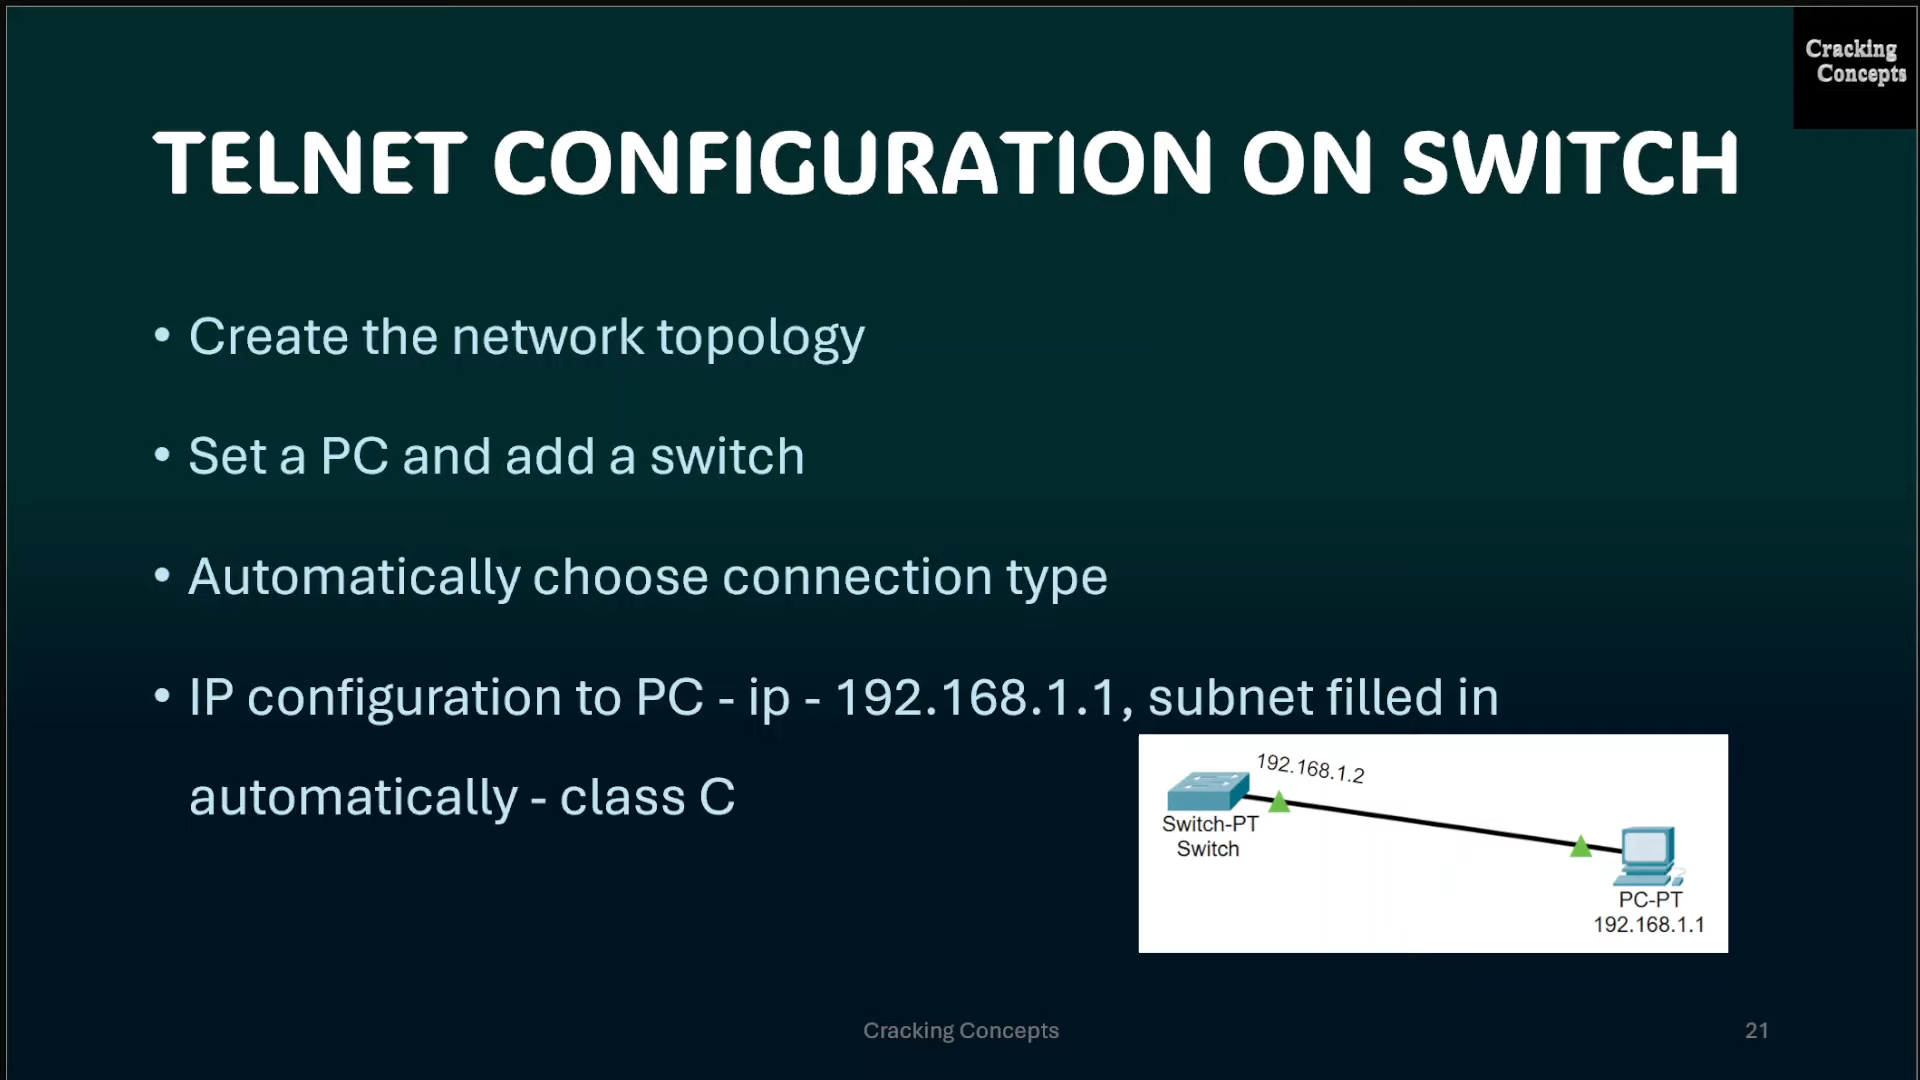 Cracking
Concepts
TELNET CONFIGURATION ON SWITCH
• Create the network topology
• Set a PC and add a switch
• Automatically choose connection type
• IP configuration to PC - ip - 192.168.1.1, subnet filled in
automatically - class C
192.168.1.2
Switch-PT
Switch
PC-PT
192.168.1.1
Cracking Concepts
21